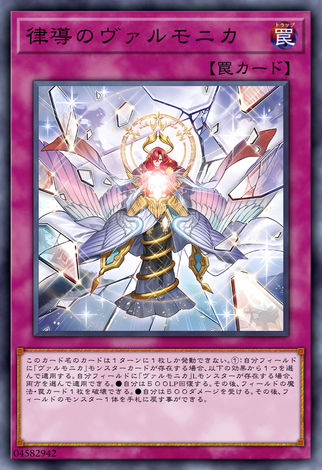 律導のヴァルモニカ
トラップ
罠
【罠カード】
このカード名のカードは1ターンに1枚しか発動できない。①:自分フィールド
に「ヴァルモニカ」モンスターカードが存在する場合、以下の効果から1つを選
んで適用する。自分フィールドに「ヴァルモニカ」Lモンスターが存在する場合、
両方を選んで適用できる。●自分は500LP回復する。その後、フィールドの魔
法・罠カード1枚を破壊できる。●自分は500ダメージを受ける。その後、フィ
ールドのモンスター1体を手札に戻す事ができる。
04582942